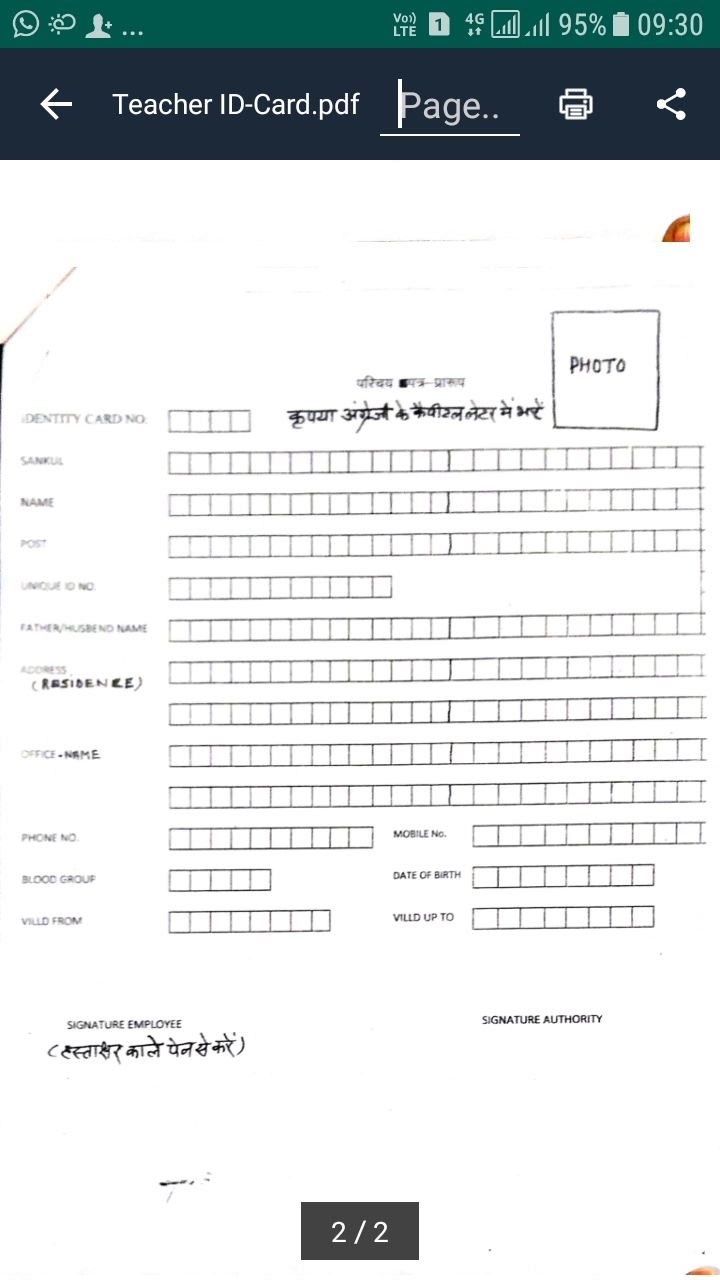 ... Vo)) LTE 1 4G 95% 09:30
Teacher ID-Card.pdf Page..
PHOTO
परिचय पत्र-प्रारूप
IDENTITY CARD NO:
कृपया अंग्रेजी के कैपीटल लेटर में भरें
SANKUL
NAME
POST
UNIQUE ID NO.
FATHER/HUSBEND NAME
ADDRESS
(RESIDENCE)
OFFICE-NAME
PHONE NO. MOBILE No.
BLOOD GROUP DATE OF BIRTH
VILLD FROM VILLD UP TO
SIGNATURE EMPLOYEE SIGNATURE AUTHORITY
(हस्ताक्षर काले पेन से करें)
2 / 2